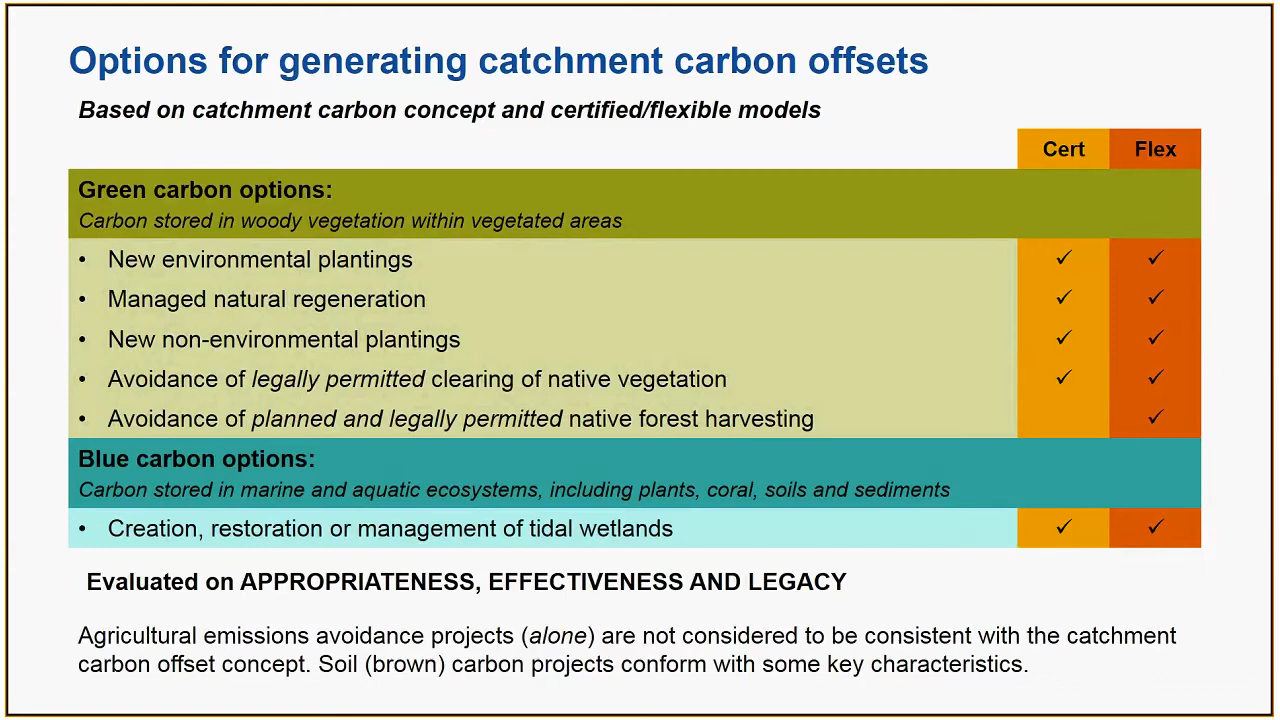 Options for generating catchment carbon offsets
Based on catchment carbon concept and certified/flexible models
Cert Flex
Green carbon options:
Carbon stored in woody vegetation within vegetated areas
• New environmental plantings ✓ ✓
• Managed natural regeneration ✓ ✓
• New non-environmental plantings ✓ ✓
• Avoidance of legally permitted clearing of native vegetation ✓ ✓
• Avoidance of planned and legally permitted native forest harvesting ✓
Blue carbon options:
Carbon stored in marine and aquatic ecosystems, including plants, coral, soils and sediments
• Creation, restoration or management of tidal wetlands ✓ ✓
Evaluated on APPROPRIATENESS, EFFECTIVENESS AND LEGACY
Agricultural emissions avoidance projects (alone) are not considered to be consistent with the catchment
carbon offset concept. Soil (brown) carbon projects conform with some key characteristics.